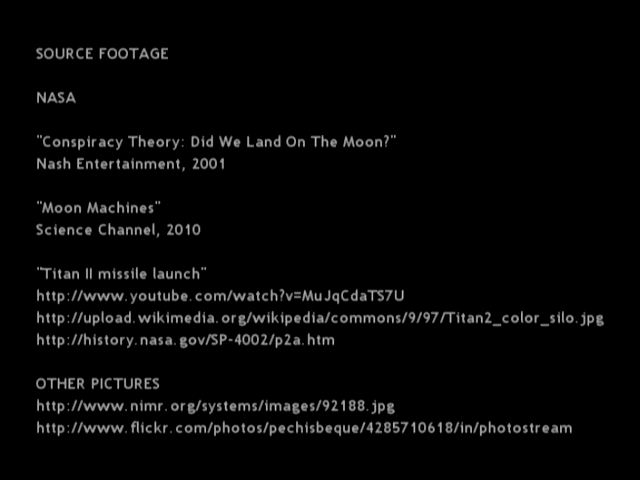 SOURCE FOOTAGE
NASA
"Conspiracy Theory: Did We Land On The Moon?"
Nash Entertainment, 2001
"Moon Machines"
Science Channel, 2010
"Titan II missile launch"
http://www.youtube.com/watch?v=MuJqCdaTS7U
http://upload.wikimedia.org/wikipedia/commons/9/97/Titan2_color_silo.jpg
http://history.nasa.gov/SP-4002/p2a.htm
OTHER PICTURES
http://www.nimr.org/systems/images/92188.jpg
http://www.flickr.com/photos/pechisbeque/4285710618/in/photostream